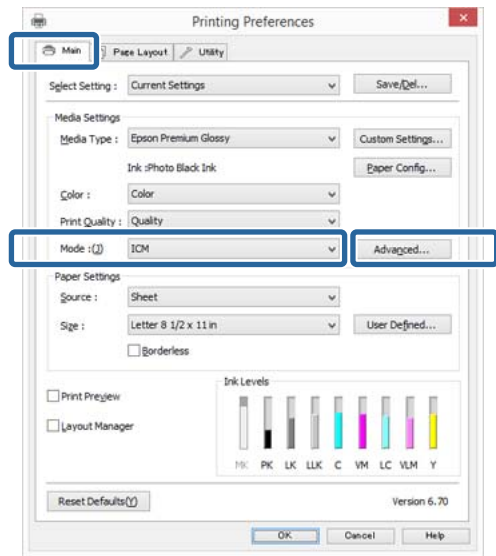 Printing Preferences
Main Page Layout Utility
Select Setting : Current Settings Save/Del...
Media Settings
Media Type : Epson Premium Glossy Custom Settings...
Ink :Photo Black Ink Paper Config...
Color : Color
Print Quality : Quality
Mode :(J) ICM Advanced...
Paper Settings
Source : Sheet
Size : Letter 8 1/2 x 11 in User Defined...
Borderless
Print Preview
Layout Manager
Ink Levels
MK PK LK LLK C VM LC VLM Y
Reset Defaults(Y) Version 6.70
OK Cancel Help